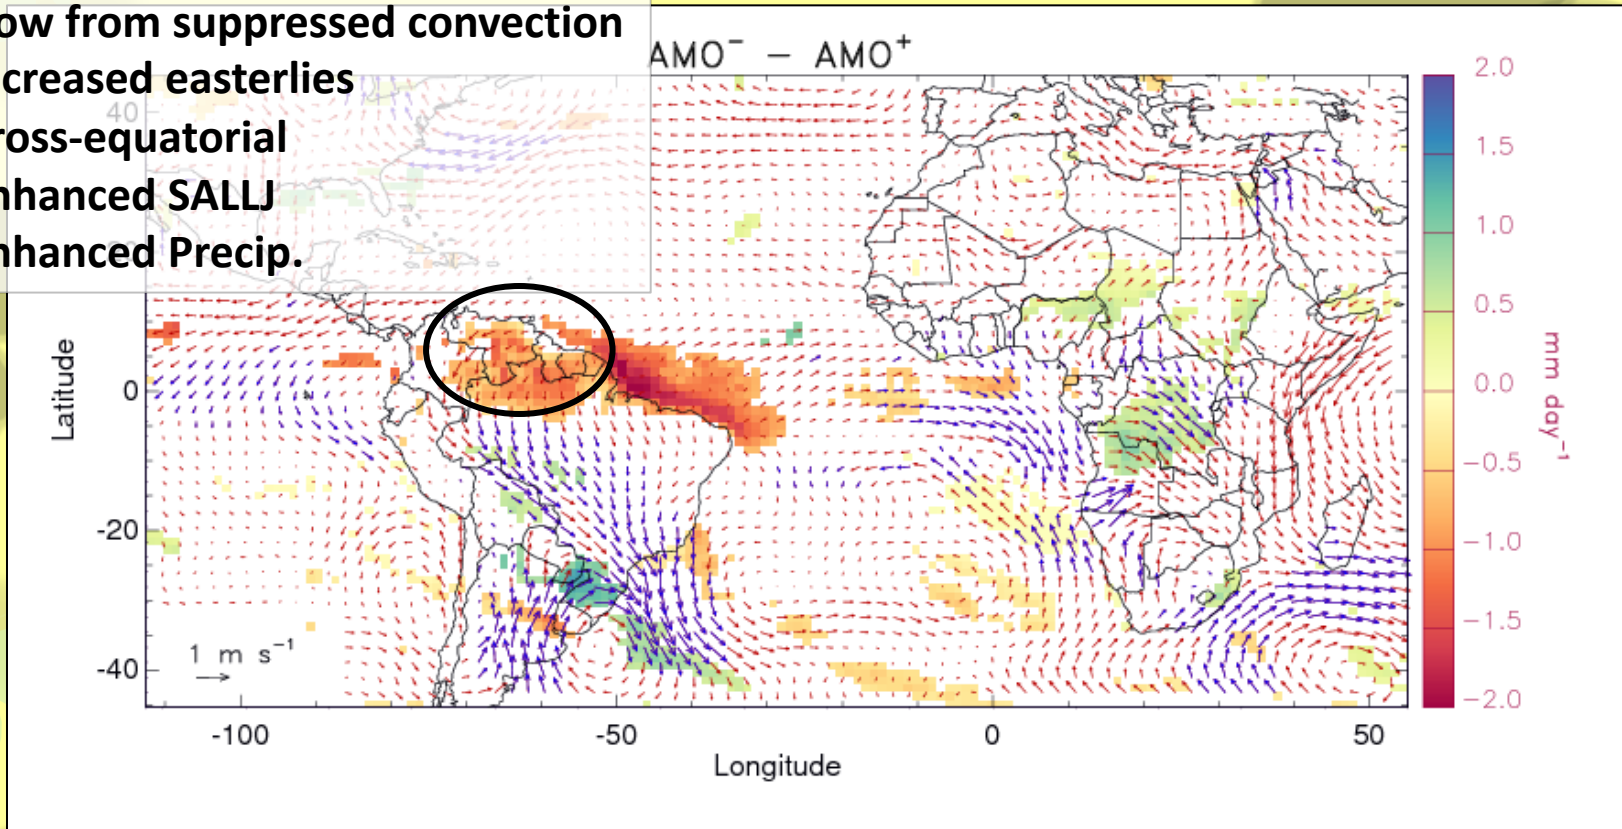 ow from suppressed convection
creased easterlies
ross-equatorial
nhanced SALLJ
nhanced Precip.
AMO⁻ – AMO⁺
40
0
-20
-40
Latitude
1 m s⁻¹
-100
-50
0
50
Longitude
2.0
1.5
1.0
0.5
0.0
−0.5
−1.0
−1.5
−2.0
mm day⁻¹